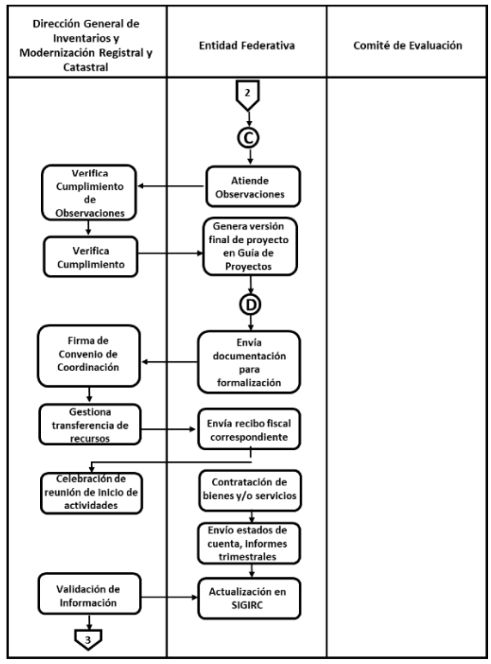 Dirección General de
Inventarios y
Modernización Registral y
Catastral
Entidad Federativa
Comité de Evaluación
2
C
Atiende
Observaciones
Verifica
Cumplimiento
de
Observaciones
Verifica
Cumplimiento
Genera versión
final de proyecto
en Guía de
Proyectos
D
Envía
documentación
para
formalización
Firma de
Convenio de
Coordinación
Gestiona
transferencia de
recursos
Envía recibo fiscal
correspondiente
Celebración de
reunión de inicio de
actividades
Contratación de
bienes y/o servicios
Envío estados de
cuenta, informes
trimestrales
Validación de
Información
Actualización en
SIGIRC
3